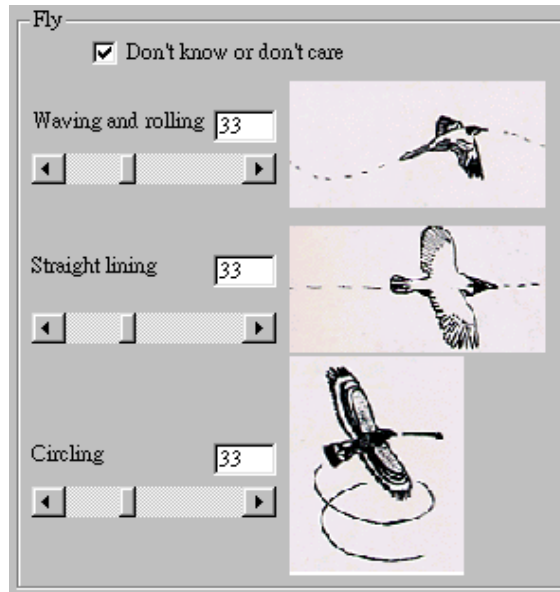 Fly
Don't know or don't care
Waving and rolling 33
Straight lining 33
Circling 33